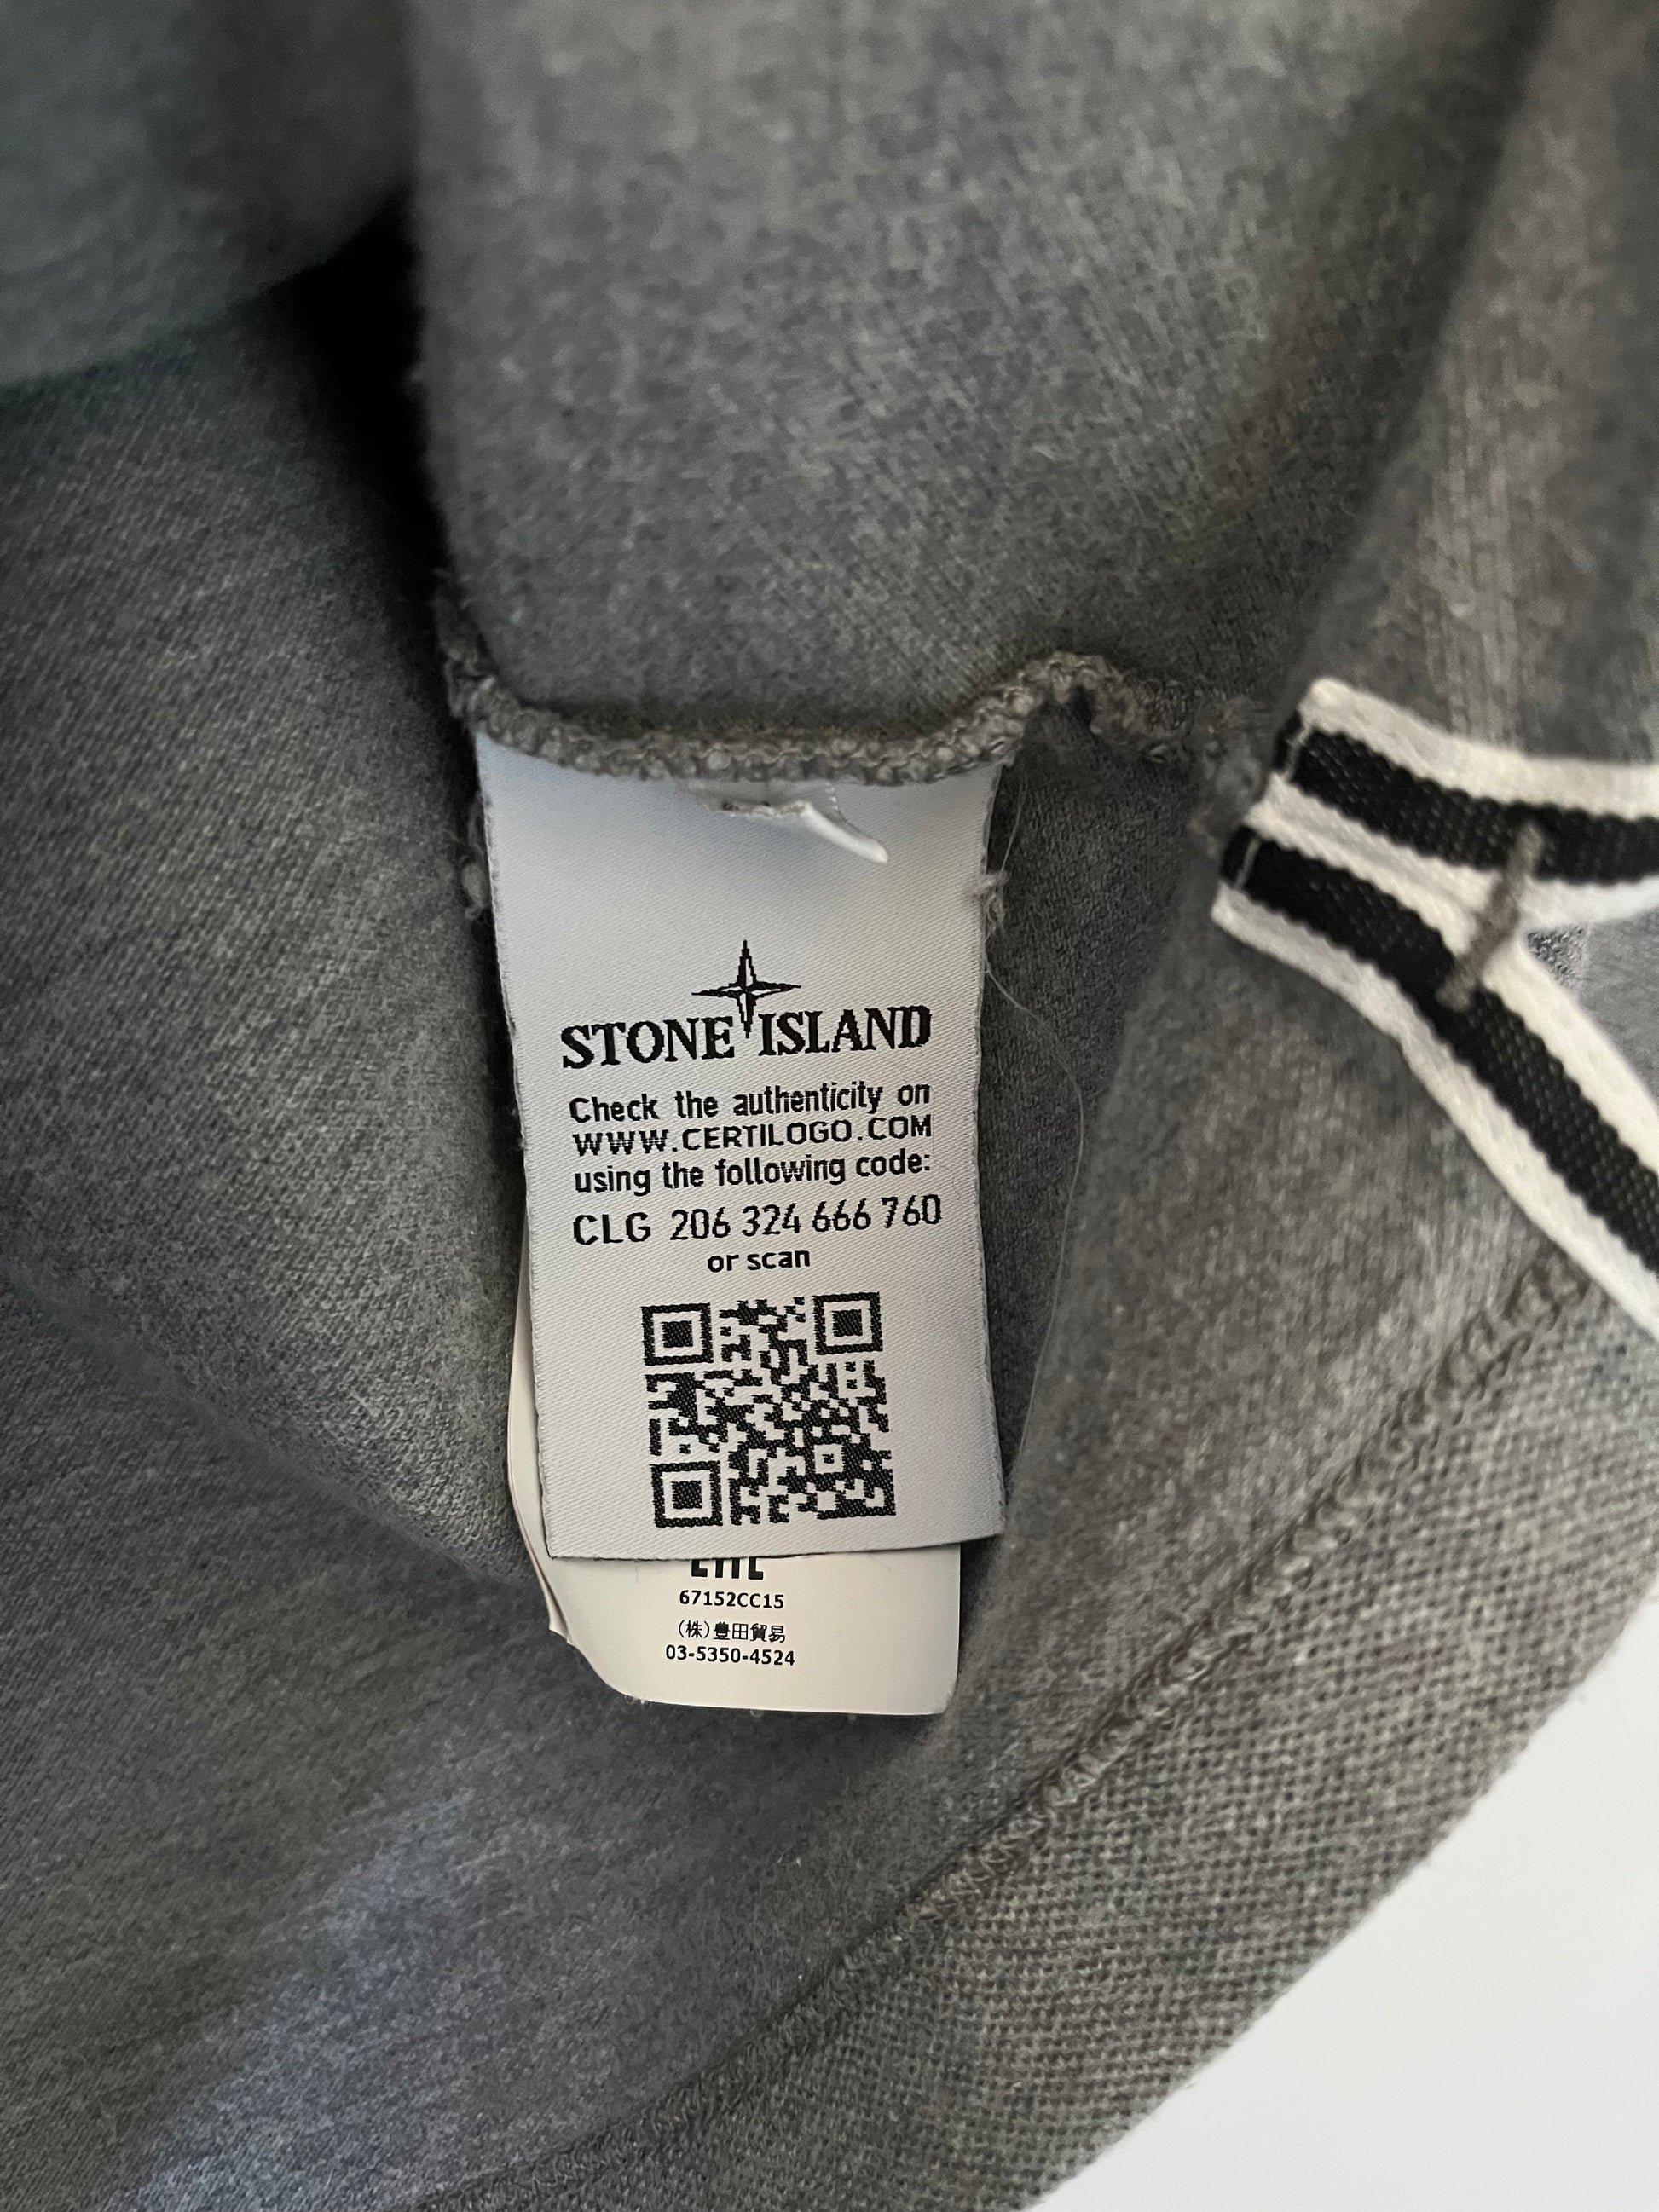 STONE ISLAND
Check the authenticity on
WWW.CERTILOGO.COM
using the following code:
CLG 206 324 666 760
or scan
67152CC15
(株)豊田貿易
03-5350-4524